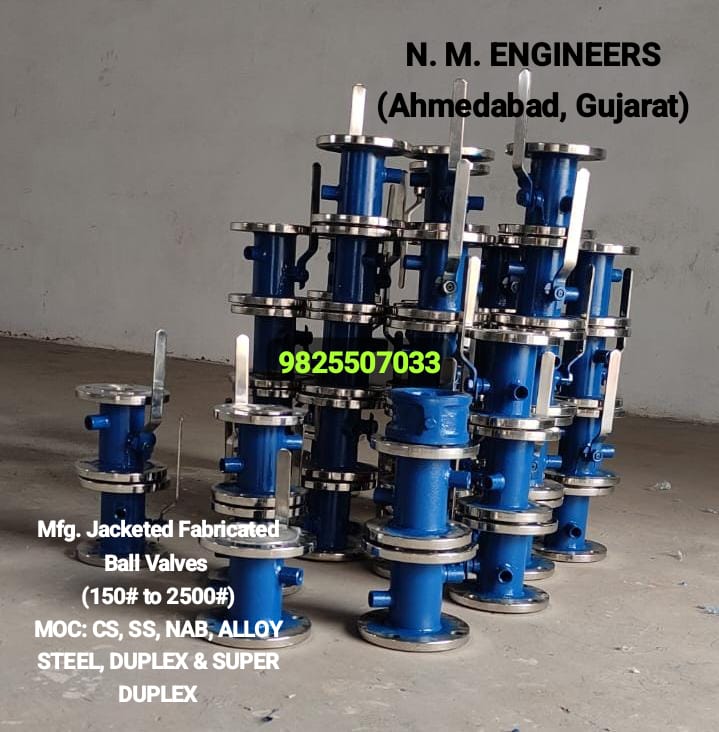 N. M. ENGINEERS
(Ahmedabad, Gujarat)
9825507033
Mfg. Jacketed Fabricated
Ball Valves
(150# to 2500#)
MOC: CS, SS, NAB, ALLOY
STEEL, DUPLEX & SUPER
DUPLEX